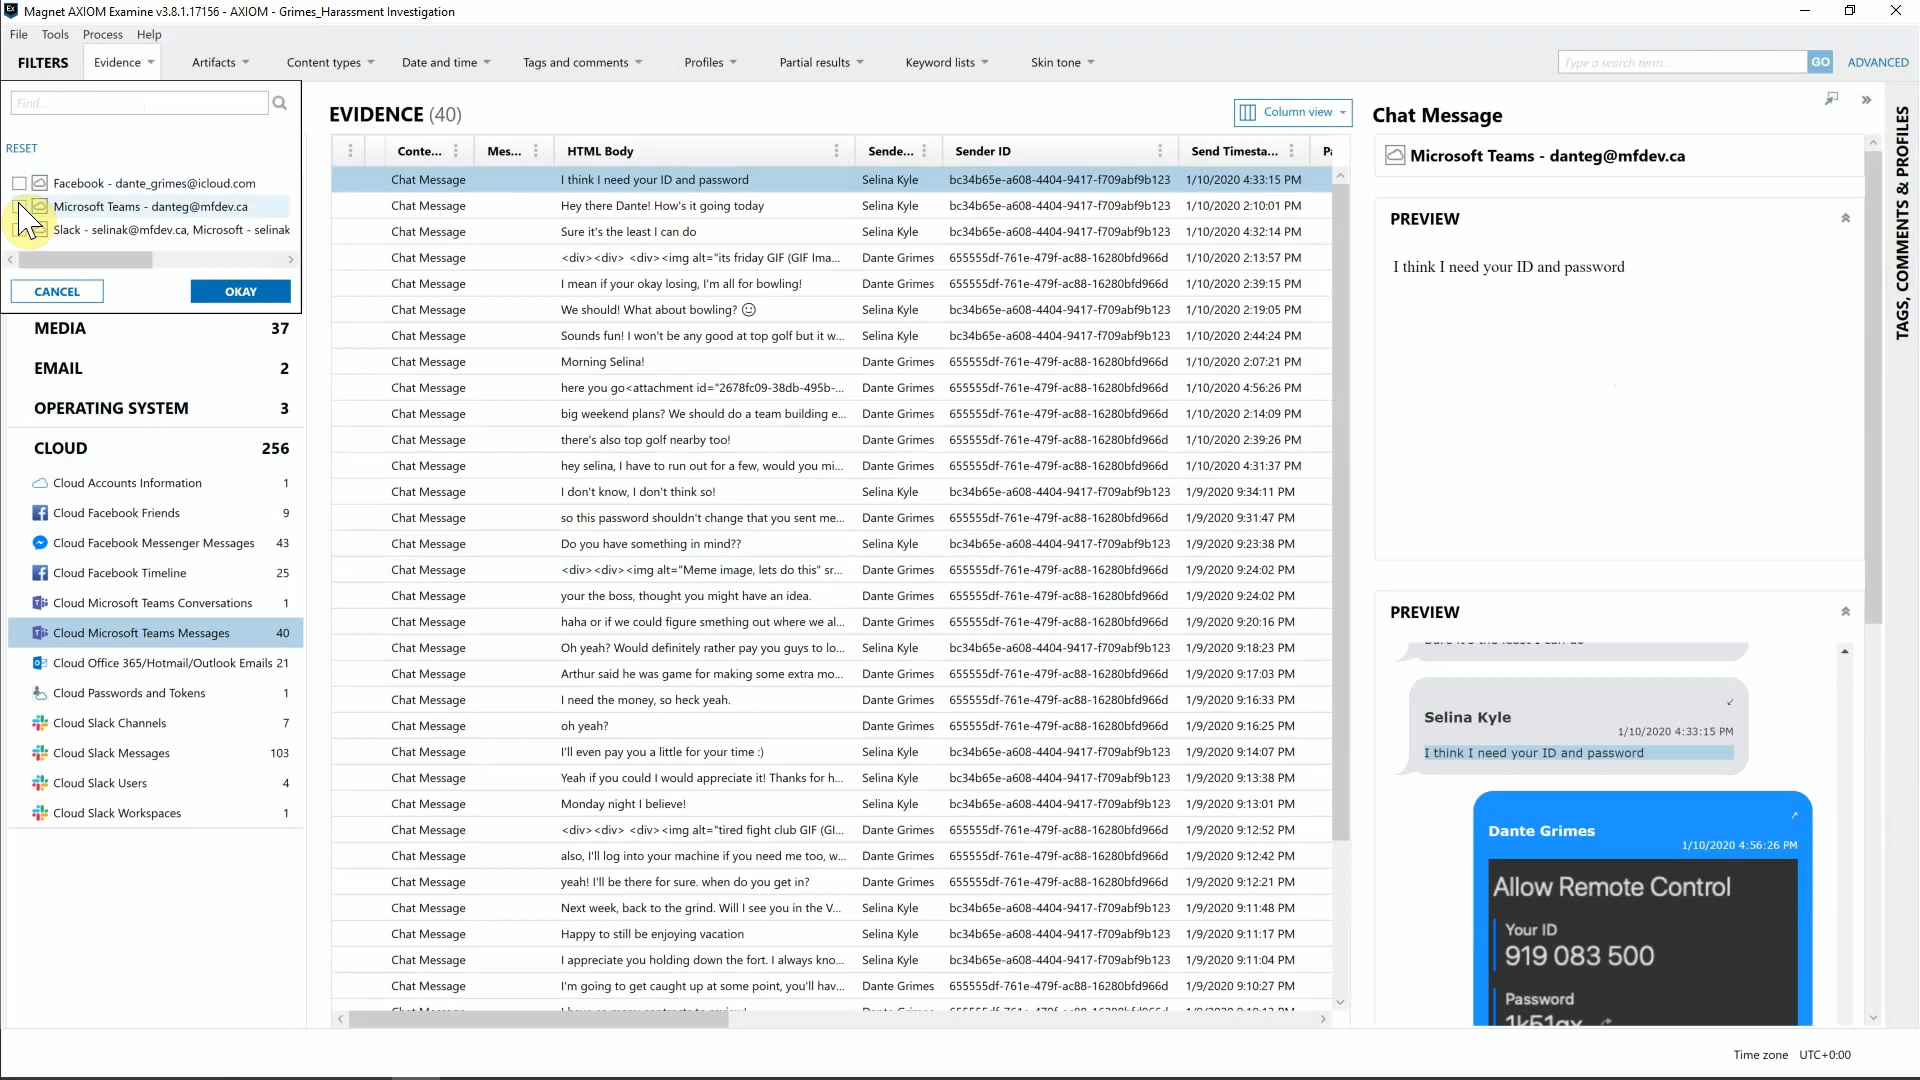 Magnet AXIOM Examine v3.8.1.17156 - AXIOM - Grimes_Harassment Investigation
File Tools Process Help
FILTERS Evidence Artifacts Content types Date and time Tags and comments Profiles Partial results Keyword lists Skin tone Type a search term... GO ADVANCED
Find...
RESET
Facebook - dante_grimes@icloud.com
Microsoft Teams - danteg@mfdev.ca
Slack - selinak@mfdev.ca, Microsoft - selinak
CANCEL OKAY
MEDIA 37
EMAIL 2
OPERATING SYSTEM 3
CLOUD 256
Cloud Accounts Information 1
Cloud Facebook Friends 9
Cloud Facebook Messenger Messages 43
Cloud Facebook Timeline 25
Cloud Microsoft Teams Conversations 1
Cloud Microsoft Teams Messages 40
Cloud Office 365/Hotmail/Outlook Emails 21
Cloud Passwords and Tokens 1
Cloud Slack Channels 7
Cloud Slack Messages 103
Cloud Slack Users 4
Cloud Slack Workspaces 1
EVIDENCE (40) Column view
Conte... Mes... HTML Body Sende... Sender ID Send Timesta...
Chat Message I think I need your ID and password Selina Kyle bc34b65e-a608-4404-9417-f709abf9b123 1/10/2020 4:33:15 PM
Chat Message Hey there Dante! How's it going today Selina Kyle bc34b65e-a608-4404-9417-f709abf9b123 1/10/2020 2:10:01 PM
Chat Message Sure it's the least I can do Selina Kyle bc34b65e-a608-4404-9417-f709abf9b123 1/10/2020 4:32:14 PM
Chat Message <div><div> <div><img alt="its friday GIF (GIF Ima... Selina Kyle bc34b65e-a608-4404-9417-f709abf9b123 1/10/2020 2:13:57 PM
Chat Message I mean if your okay losing, I'm all for bowling! Selina Kyle bc34b65e-a608-4404-9417-f709abf9b123 1/10/2020 2:39:15 PM
Chat Message We should! What about bowling? 🙂 Selina Kyle bc34b65e-a608-4404-9417-f709abf9b123 1/10/2020 2:19:05 PM
Chat Message Sounds fun! I won't be any good at top golf but it w... Selina Kyle bc34b65e-a608-4404-9417-f709abf9b123 1/10/2020 2:44:24 PM
Chat Message Morning Selina! Dante Grimes 655555df-761e-479f-ac88-16280bfd966d 1/10/2020 2:07:21 PM
Chat Message here you go<attachment id="2678fc09-38db-495b-... Dante Grimes 655555df-761e-479f-ac88-16280bfd966d 1/10/2020 4:56:26 PM
Chat Message big weekend plans? We should do a team building e... Dante Grimes 655555df-761e-479f-ac88-16280bfd966d 1/10/2020 2:14:09 PM
Chat Message there's also top golf nearby too! Dante Grimes 655555df-761e-479f-ac88-16280bfd966d 1/10/2020 2:39:26 PM
Chat Message hey selina, I have to run out for a few, would you mi... Dante Grimes 655555df-761e-479f-ac88-16280bfd966d 1/10/2020 4:31:37 PM
Chat Message I don't know, I don't think so! Selina Kyle bc34b65e-a608-4404-9417-f709abf9b123 1/9/2020 9:34:11 PM
Chat Message so this password shouldn't change that you sent me... Dante Grimes 655555df-761e-479f-ac88-16280bfd966d 1/9/2020 9:31:47 PM
Chat Message Do you have something in mind?? Selina Kyle bc34b65e-a608-4404-9417-f709abf9b123 1/9/2020 9:23:38 PM
Chat Message <div><div><img alt="Meme image, lets do this" sr... Dante Grimes 655555df-761e-479f-ac88-16280bfd966d 1/9/2020 9:24:02 PM
Chat Message your the boss, thought you might have an idea. Dante Grimes 655555df-761e-479f-ac88-16280bfd966d 1/9/2020 9:24:02 PM
Chat Message haha or if we could figure smething out where we al... Dante Grimes 655555df-761e-479f-ac88-16280bfd966d 1/9/2020 9:20:16 PM
Chat Message Oh yeah? Would definitely rather pay you guys to lo... Selina Kyle bc34b65e-a608-4404-9417-f709abf9b123 1/9/2020 9:18:23 PM
Chat Message Arthur said he was game for making some extra mo... Dante Grimes 655555df-761e-479f-ac88-16280bfd966d 1/9/2020 9:17:03 PM
Chat Message I need the money, so heck yeah. Dante Grimes 655555df-761e-479f-ac88-16280bfd966d 1/9/2020 9:16:33 PM
Chat Message oh yeah? Dante Grimes 655555df-761e-479f-ac88-16280bfd966d 1/9/2020 9:16:25 PM
Chat Message I'll even pay you a little for your time :) Selina Kyle bc34b65e-a608-4404-9417-f709abf9b123 1/9/2020 9:14:07 PM
Chat Message Yeah if you could I would appreciate it! Thanks for h... Selina Kyle bc34b65e-a608-4404-9417-f709abf9b123 1/9/2020 9:13:38 PM
Chat Message Monday night I believe! Selina Kyle bc34b65e-a608-4404-9417-f709abf9b123 1/9/2020 9:13:01 PM
Chat Message <div><div> <div><img alt="tired fight club GIF (GI... Dante Grimes 655555df-761e-479f-ac88-16280bfd966d 1/9/2020 9:12:52 PM
Chat Message also, I'll log into your machine if you need me too, w... Dante Grimes 655555df-761e-479f-ac88-16280bfd966d 1/9/2020 9:12:42 PM
Chat Message yeah! I'll be there for sure. when do you get in? Dante Grimes 655555df-761e-479f-ac88-16280bfd966d 1/9/2020 9:12:21 PM
Chat Message Next week, back to the grind. Will I see you in the V... Selina Kyle bc34b65e-a608-4404-9417-f709abf9b123 1/9/2020 9:11:48 PM
Chat Message Happy to still be enjoying vacation Selina Kyle bc34b65e-a608-4404-9417-f709abf9b123 1/9/2020 9:11:17 PM
Chat Message I appreciate you holding down the fort. I always kno... Selina Kyle bc34b65e-a608-4404-9417-f709abf9b123 1/9/2020 9:11:04 PM
Chat Message I'm going to get caught up at some point, you'll hav... Dante Grimes 655555df-761e-479f-ac88-16280bfd966d 1/9/2020 9:10:27 PM
Chat Message
Microsoft Teams - danteg@mfdev.ca
PREVIEW
I think I need your ID and password
PREVIEW
Sure it's the least I can do
Selina Kyle
1/10/2020 4:33:15 PM
I think I need your ID and password
Dante Grimes
1/10/2020 4:56:26 PM
Allow Remote Control
Your ID
919 083 500
Password
TAGS, COMMENTS & PROFILES
Time zone UTC+0:00